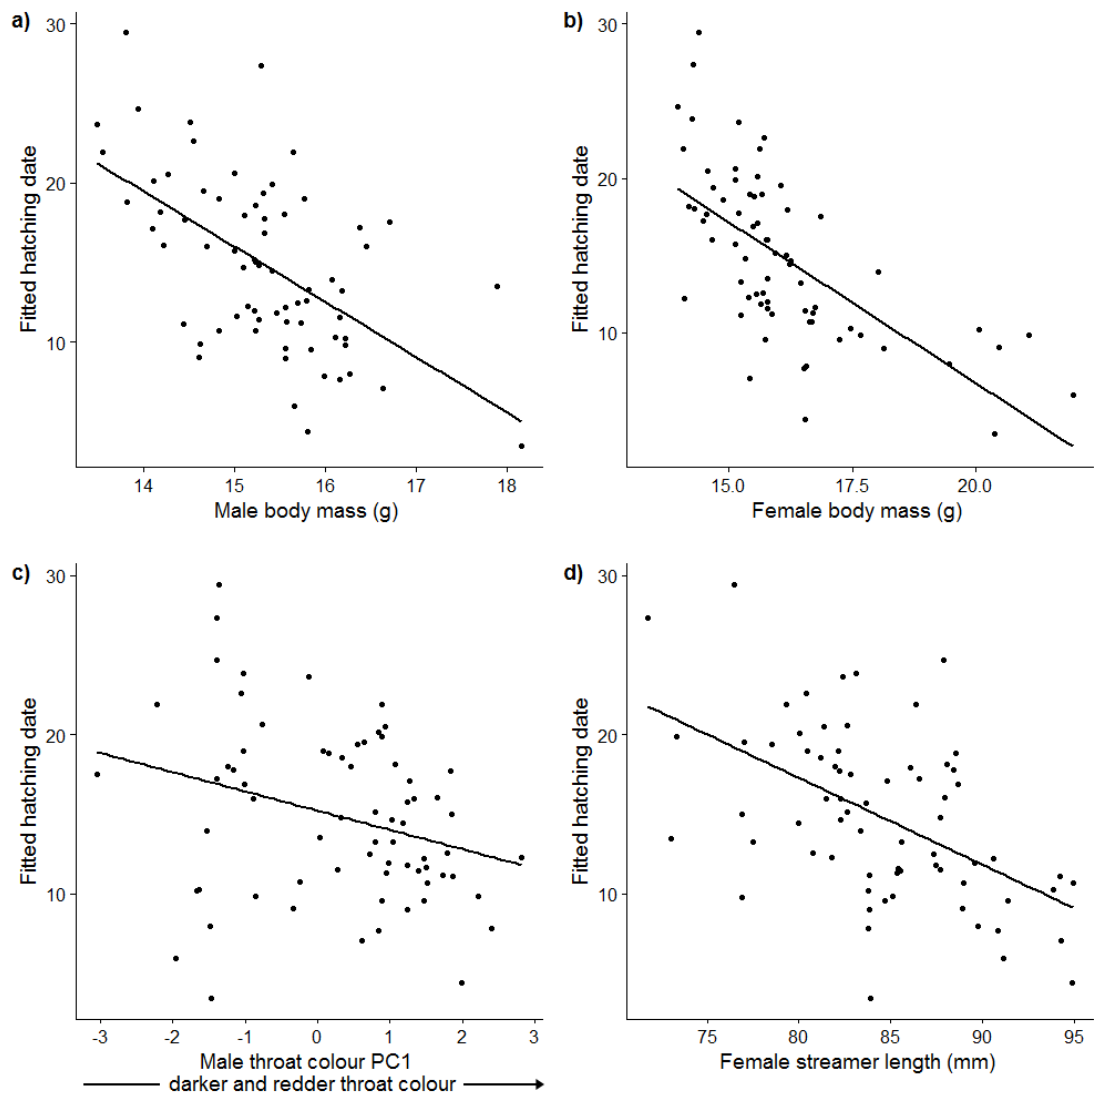 a)
30
20
10
Fitted hatching date
14 15 16 17 18
Male body mass (g)
b)
30
20
10
Fitted hatching date
15.0 17.5 20.0
Female body mass (g)
c)
30
20
10
Fitted hatching date
-3 -2 -1 0 1 2 3
Male throat colour PC1
darker and redder throat colour
d)
30
20
10
Fitted hatching date
75 80 85 90 95
Female streamer length (mm)